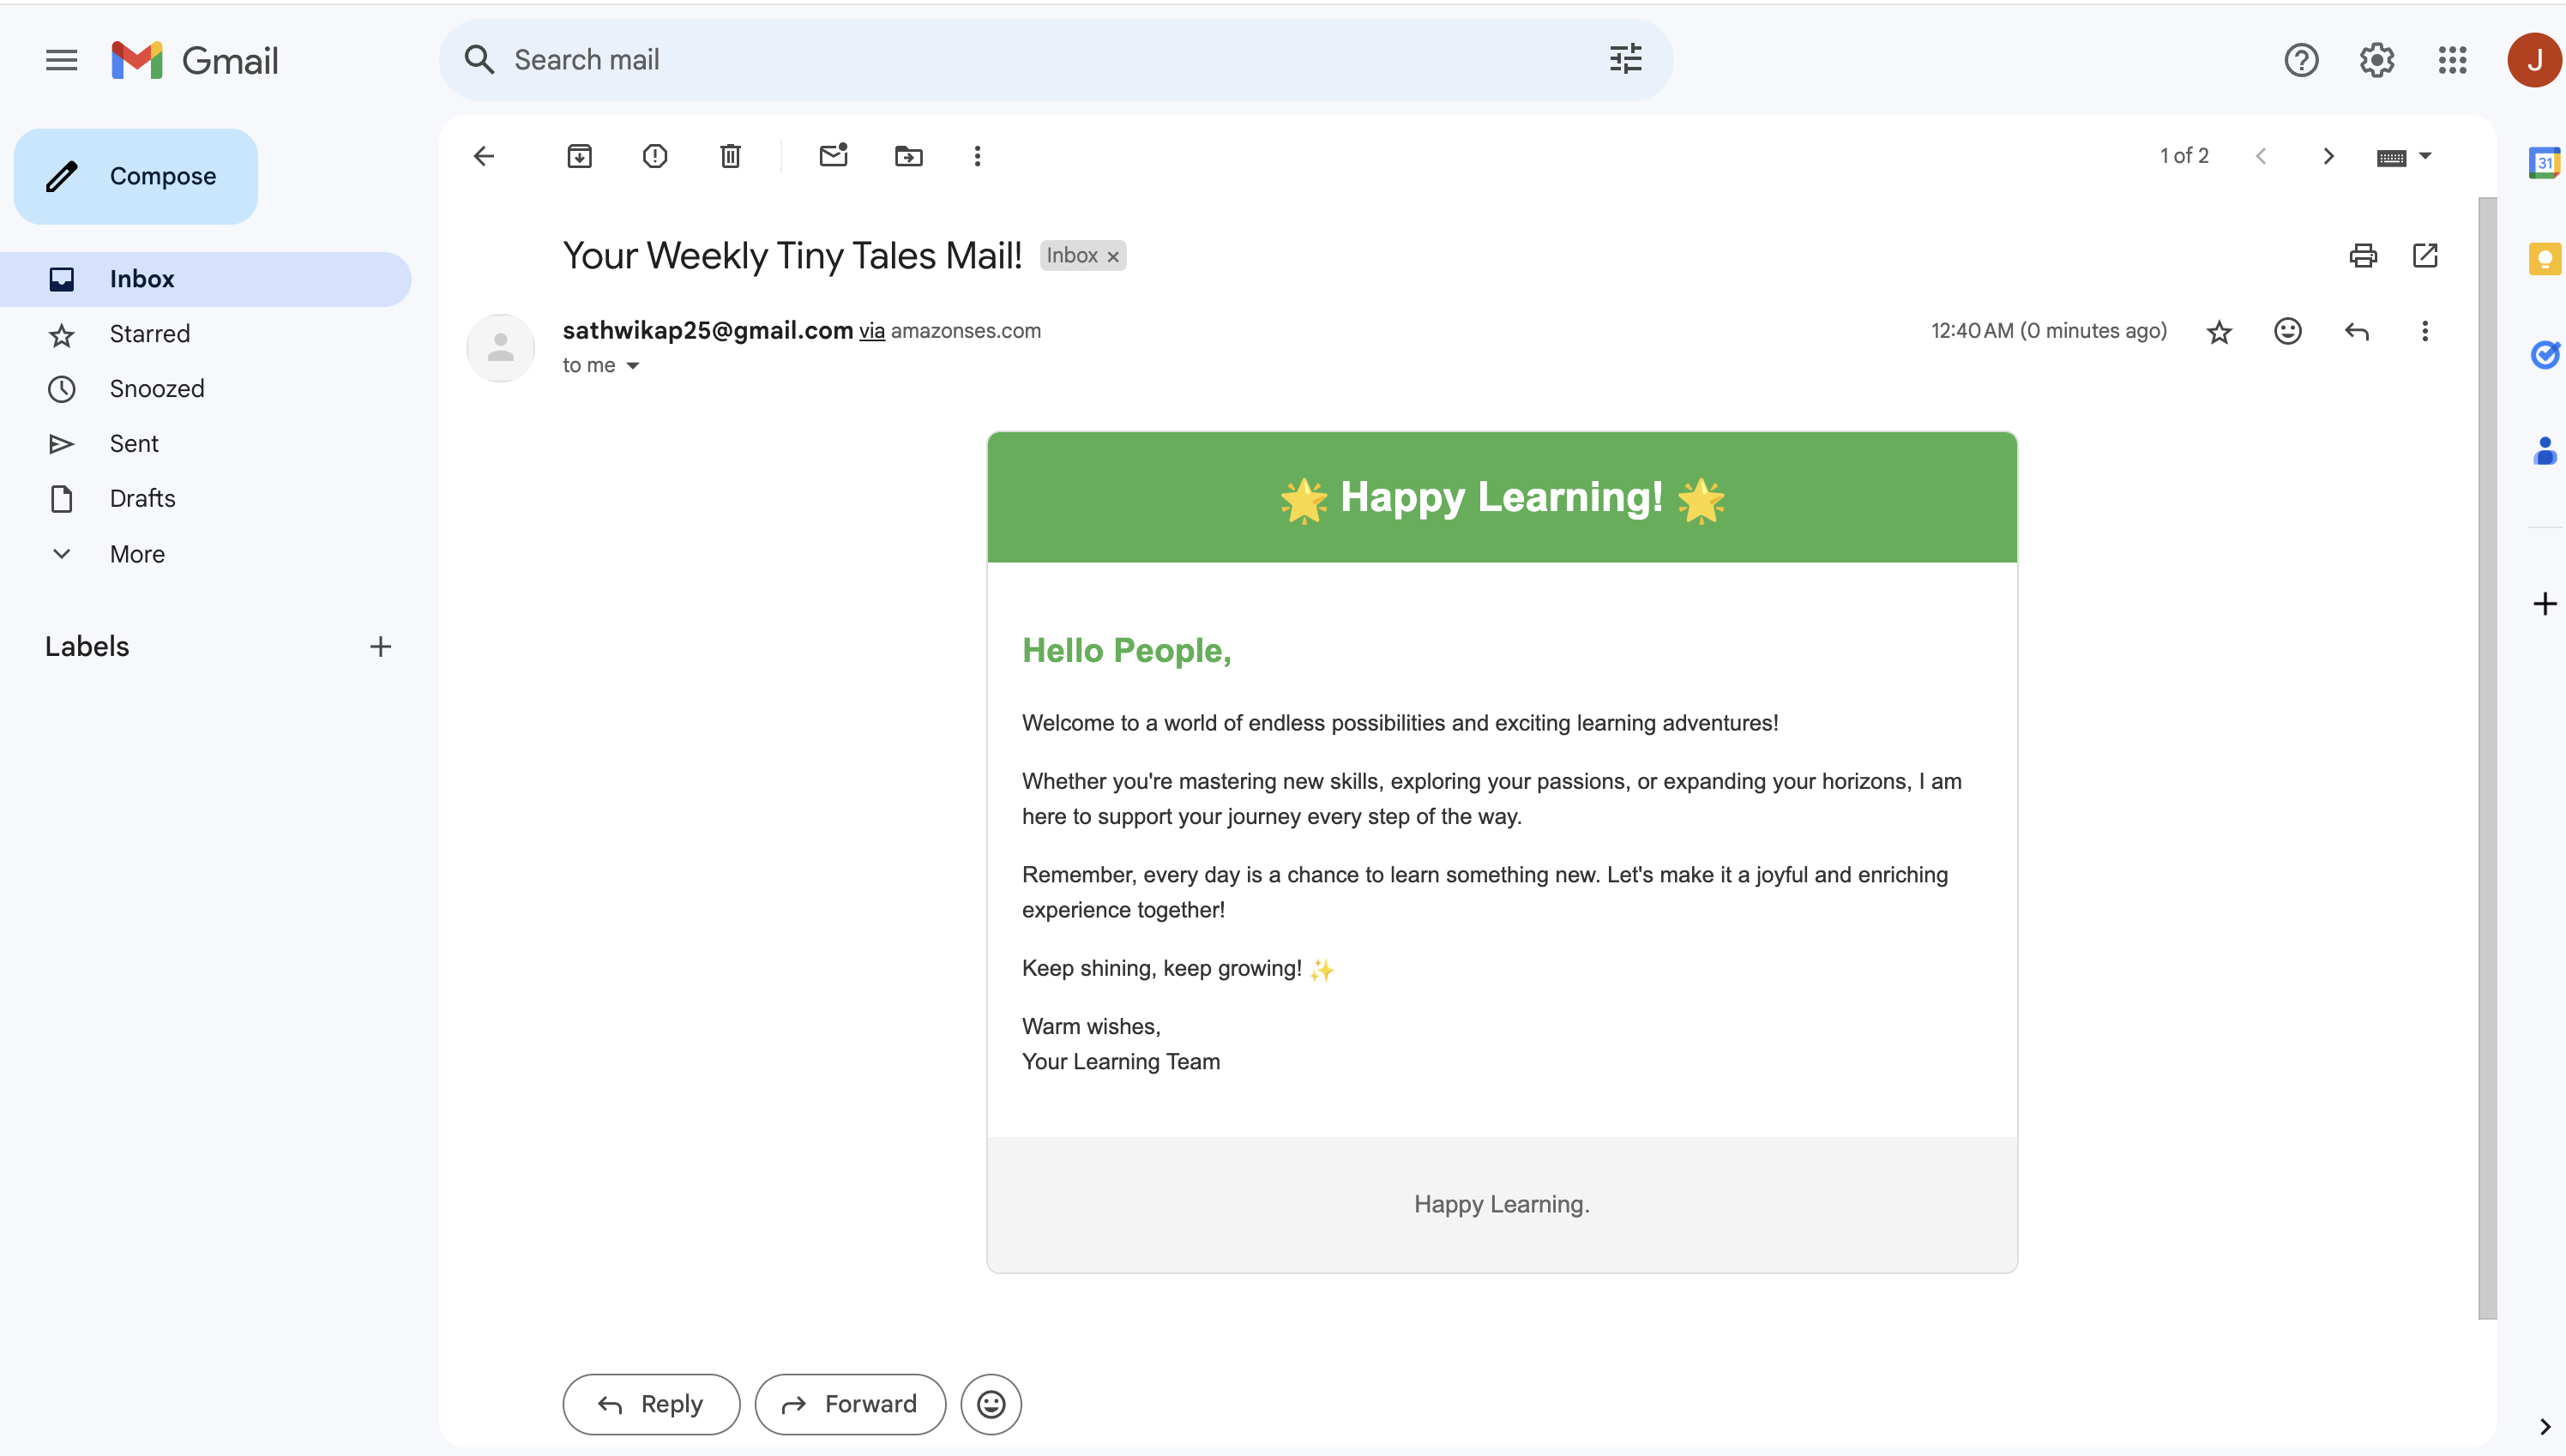 Gmail
Search mail
J
Compose
Inbox
Starred
Snoozed
Sent
Drafts
More
Labels
1 of 2
31
Your Weekly Tiny Tales Mail! Inbox ×
sathwikap25@gmail.com via amazonses.com
12:40 AM (0 minutes ago)
to me
🌟 Happy Learning! 🌟
Hello People,
Welcome to a world of endless possibilities and exciting learning adventures!
Whether you're mastering new skills, exploring your passions, or expanding your horizons, I am
here to support your journey every step of the way.
Remember, every day is a chance to learn something new. Let's make it a joyful and enriching
experience together!
Keep shining, keep growing! ✨
Warm wishes,
Your Learning Team
Happy Learning.
Reply
Forward